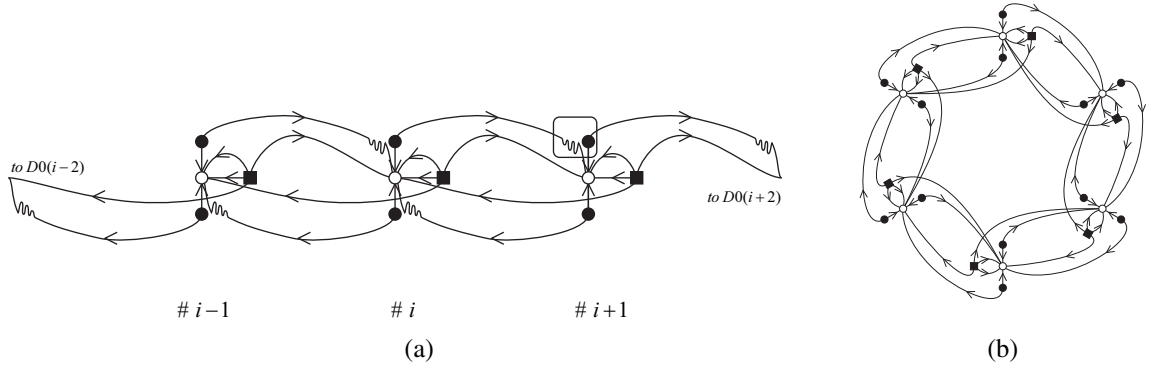 to D0(i−2)
to D0(i+2)
# i−1
# i
# i+1
(a)
(b)